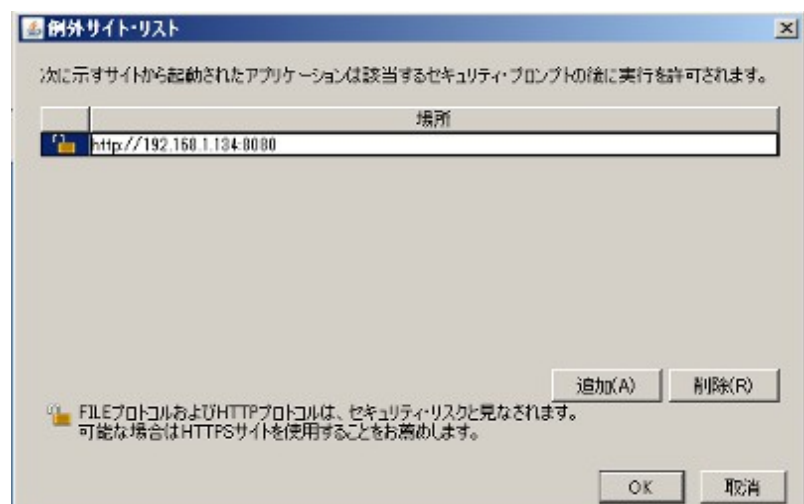 例外サイト・リスト
次に示すサイトから起動されたアプリケーションは該当するセキュリティ・プロンプトの後に実行を許可されます。
場所
http://192.168.1.134:8080
追加(A)
削除(R)
FILEプロトコルおよびHTTPプロトコルは、セキュリティ・リスクと見なされます。
可能な場合はHTTPSサイトを使用することをお薦めします。
OK
取消